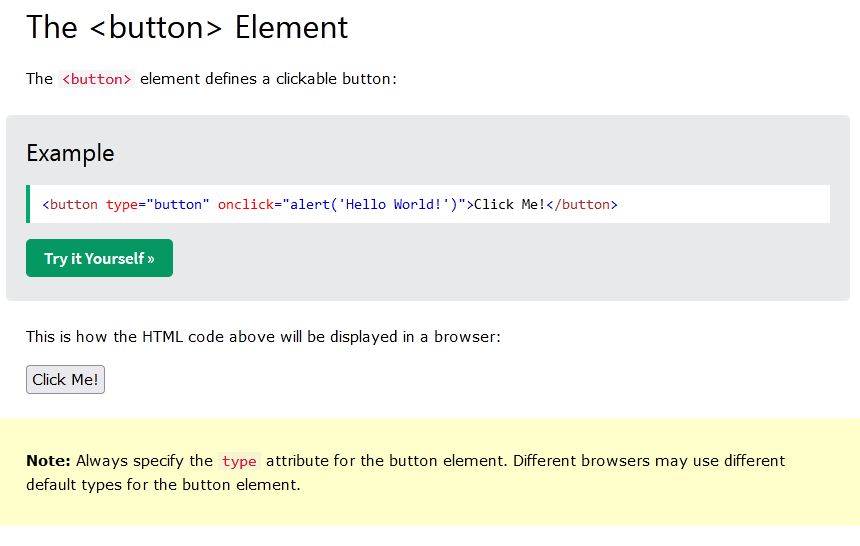 The <button> Element
The <button> element defines a clickable button:
Example
<button type="button" onclick="alert('Hello World!')">Click Me!</button>
Try it Yourself »
This is how the HTML code above will be displayed in a browser:
Click Me!
Note: Always specify the type attribute for the button element. Different browsers may use different
default types for the button element.